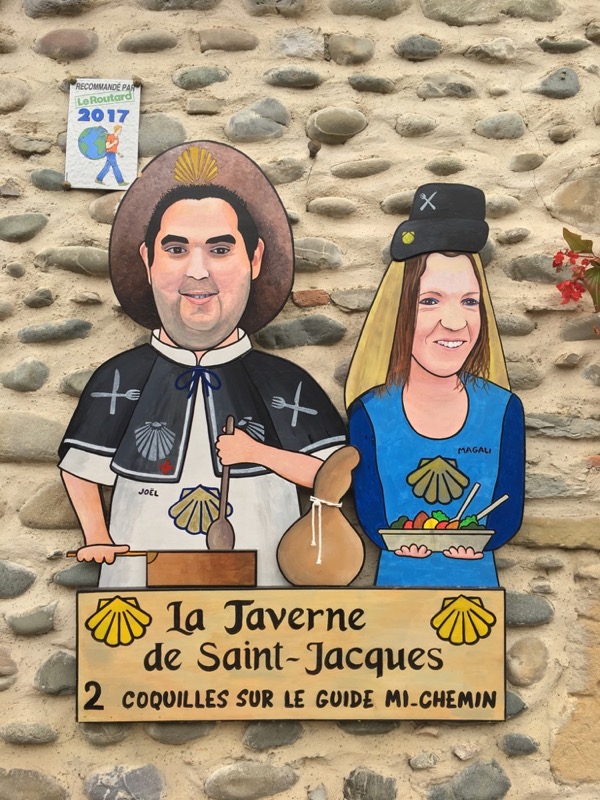 RECOMMANDÉ PAR
Le Routard
2017
JOËL
MAGALI
La Taverne
de Saint-Jacques
2 COQUILLES SUR LE GUIDE MI-CHEMIN